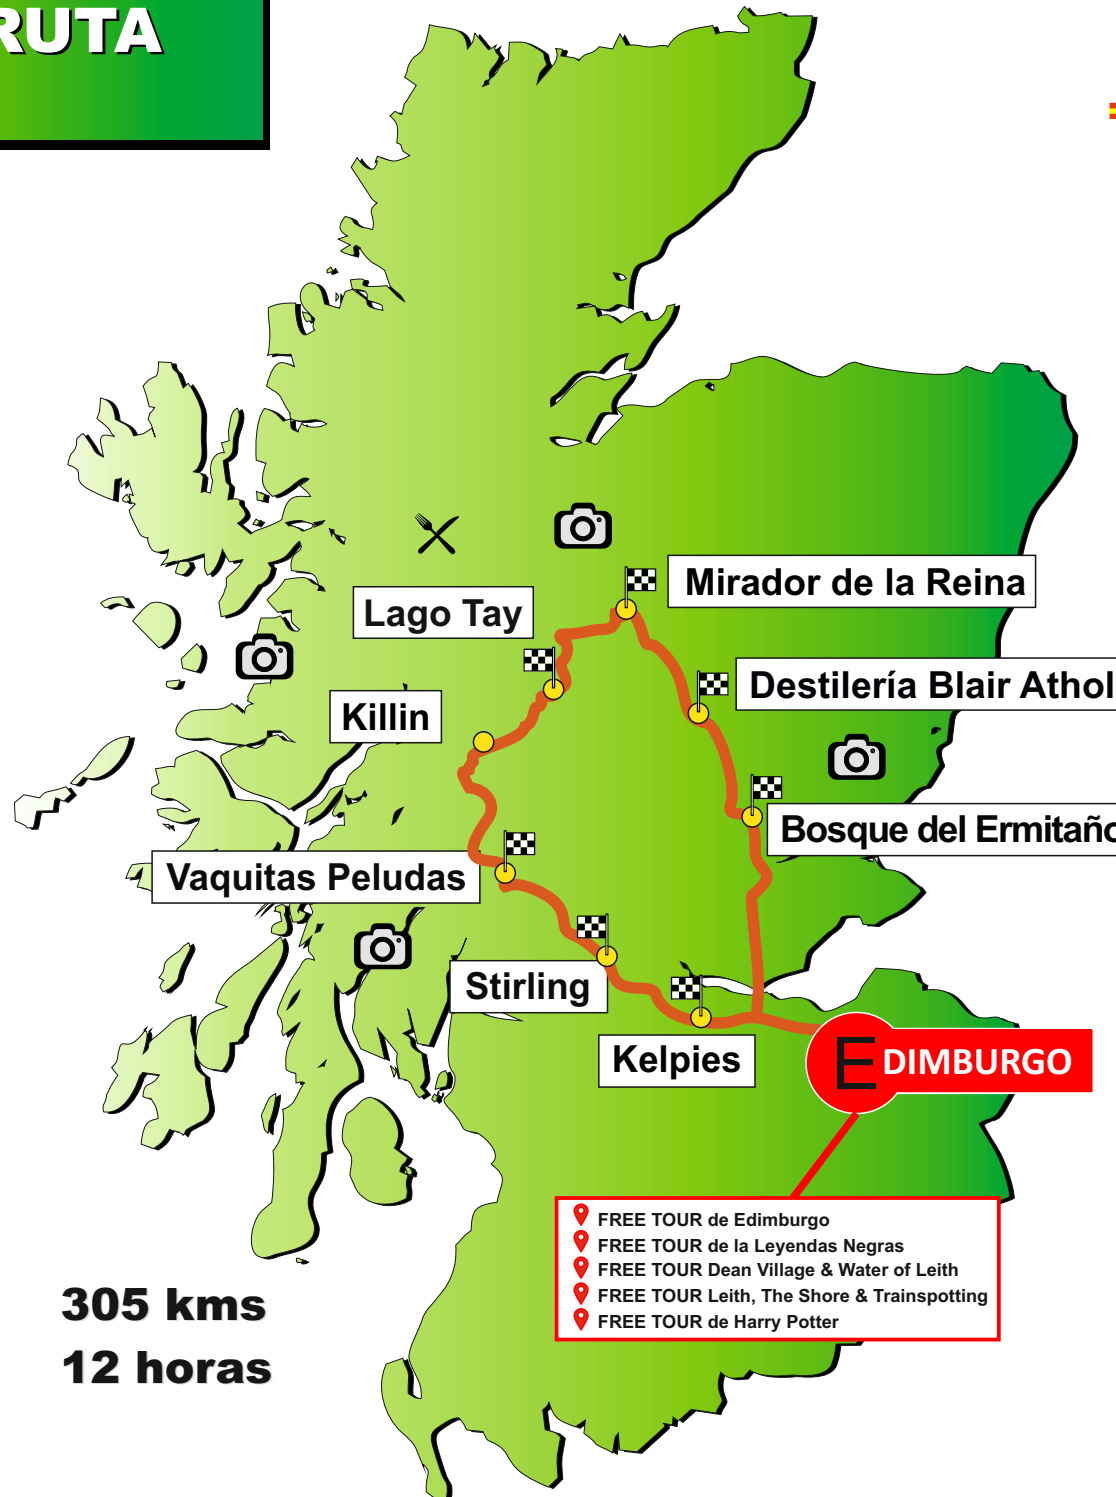 RUTA
Mirador de la Reina
Lago Tay
Destilería Blair Athol
Killin
Bosque del Ermitaño
Vaquitas Peludas
Stirling
Kelpies
EDIMBURGO
FREE TOUR de Edimburgo
FREE TOUR de la Leyendas Negras
FREE TOUR Dean Village & Water of Leith
FREE TOUR Leith, The Shore & Trainspotting
FREE TOUR de Harry Potter
305 kms
12 horas